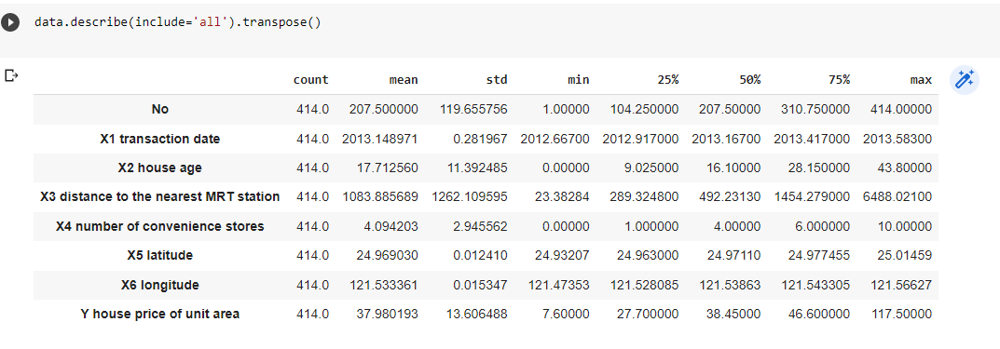 data.describe(include='all').transpose()
count mean std min 25% 50% 75% max
No 414.0 207.500000 119.655756 1.00000 104.250000 207.50000 310.750000 414.00000
X1 transaction date 414.0 2013.148971 0.281967 2012.66700 2012.917000 2013.16700 2013.417000 2013.58300
X2 house age 414.0 17.712560 11.392485 0.00000 9.025000 16.10000 28.150000 43.80000
X3 distance to the nearest MRT station 414.0 1083.885689 1262.109595 23.38284 289.324800 492.23130 1454.279000 6488.02100
X4 number of convenience stores 414.0 4.094203 2.945562 0.00000 1.000000 4.00000 6.000000 10.00000
X5 latitude 414.0 24.969030 0.012410 24.93207 24.963000 24.97110 24.977455 25.01459
X6 longitude 414.0 121.533361 0.015347 121.47353 121.528085 121.53863 121.543305 121.56627
Y house price of unit area 414.0 37.980193 13.606488 7.60000 27.700000 38.45000 46.600000 117.50000